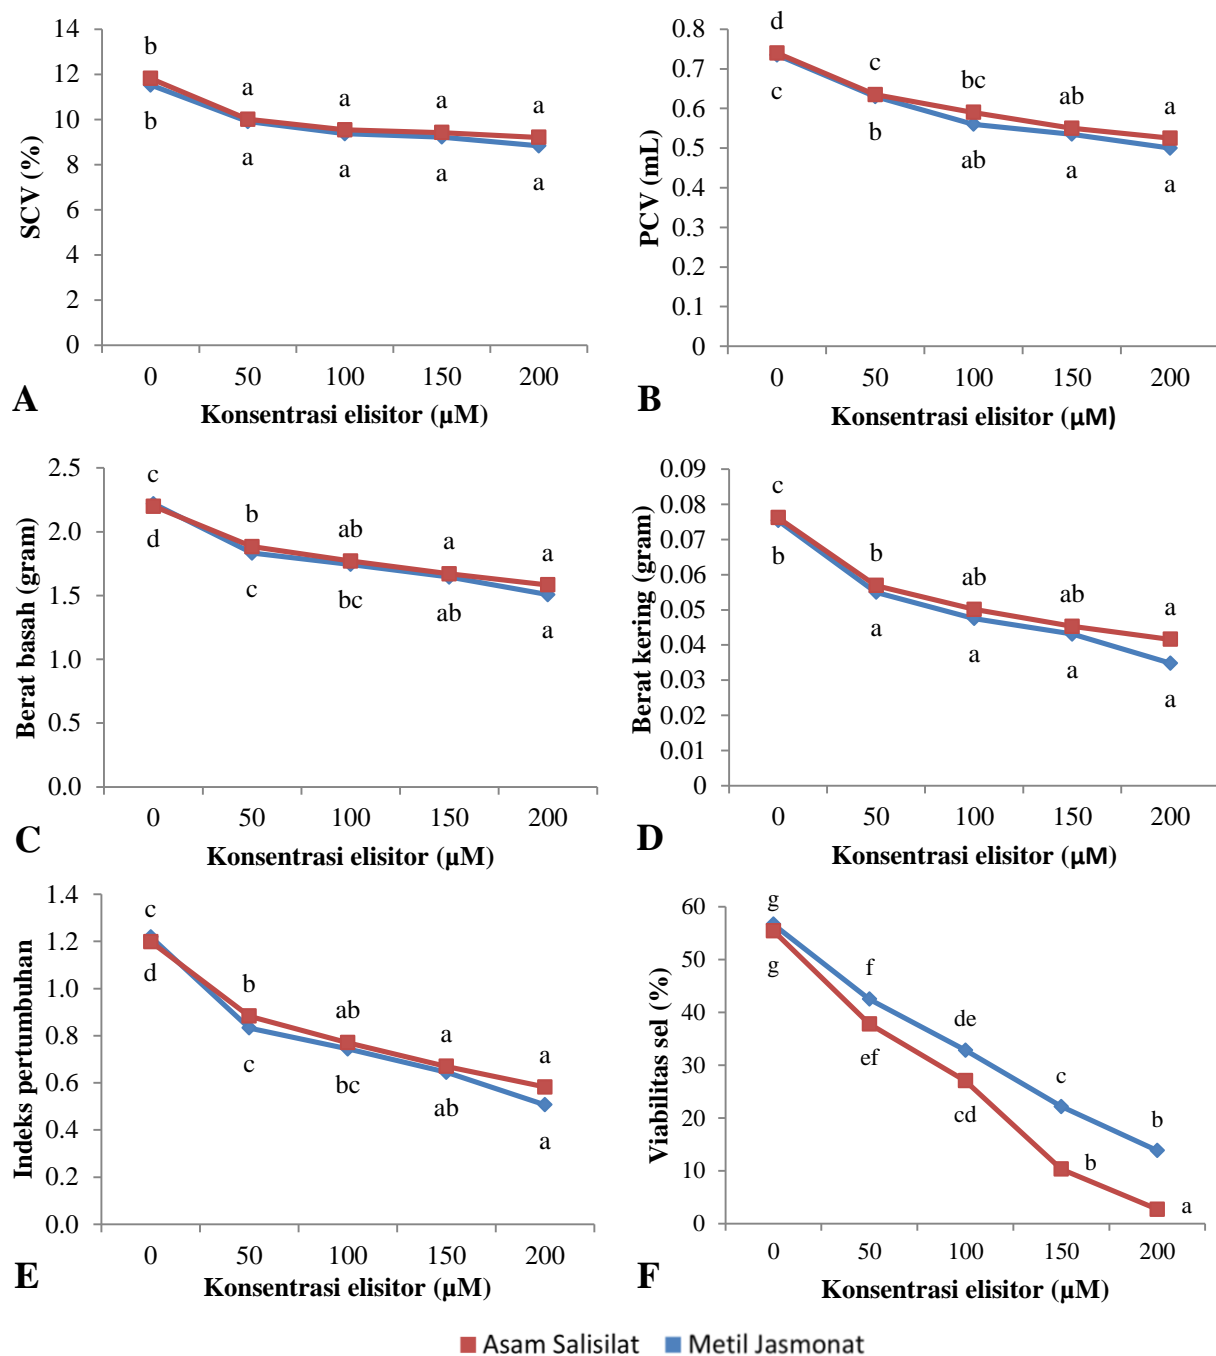 14
12
10
8
6
4
2
0
SCV (%)
b
a
a
a
a
b
a
a
a
a
0 50 100 150 200
A
Konsentrasi elisitor (µM)
0.8
0.7
0.6
0.5
0.4
0.3
0.2
0.1
0
PCV (mL)
d
c
bc
ab
a
c
b
ab
a
a
0 50 100 150 200
B
Konsentrasi elisitor (µM)
2.5
2.0
1.5
1.0
0.5
0.0
Berat basah (gram)
c
b
ab
a
a
d
c
bc
ab
a
0 50 100 150 200
C
Konsentrasi elisitor (µM)
0.09
0.08
0.07
0.06
0.05
0.04
0.03
0.02
0.01
0
Berat kering (gram)
c
b
ab
ab
a
b
a
a
a
a
0 50 100 150 200
D
Konsentrasi elisitor (µM)
1.4
1.2
1.0
0.8
0.6
0.4
0.2
0.0
Indeks pertumbuhan
c
b
ab
a
a
d
c
bc
ab
a
0 50 100 150 200
E
Konsentrasi elisitor (µM)
60
50
40
30
20
10
0
Viabilitas sel (%)
g
f
de
c
b
g
ef
cd
b
a
0 50 100 150 200
F
Konsentrasi elisitor (µM)
Asam Salisilat Metil Jasmonat